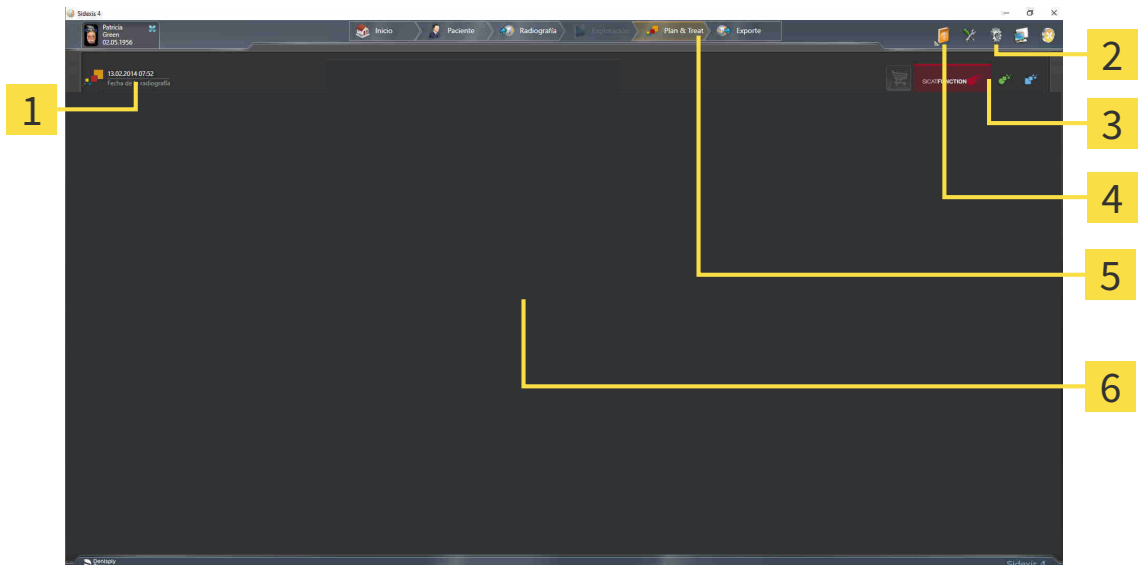 Sidexis 4
Patricia
Green
02.05.1956
Inicio
Paciente
Radiografía
Exploración
Plan & Treat
Exporte
13.02.2014 07:52
Fecha de la radiografía
SICATFUNCTION
1
2
3
4
5
6
Dentsply
Sidexis 4